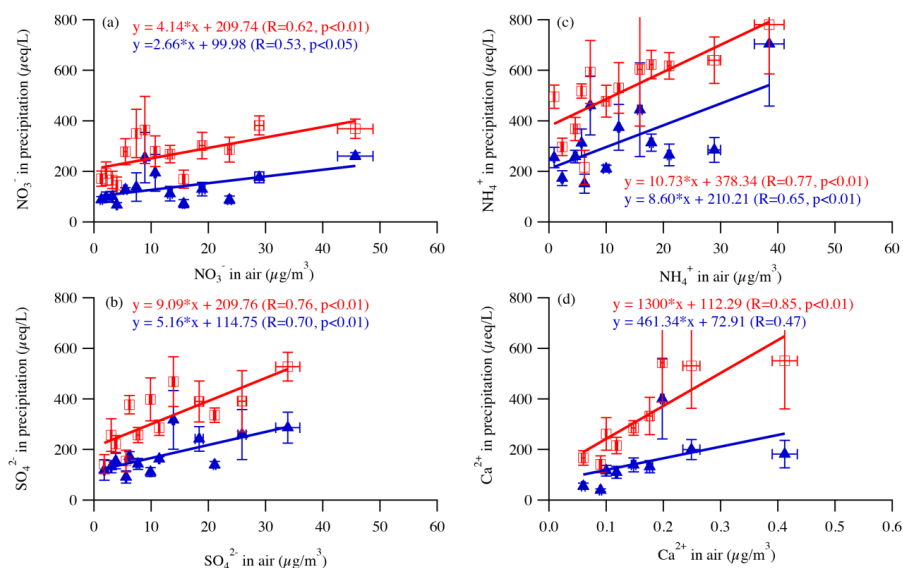 (a)
y = 4.14*x + 209.74 (R=0.62, p<0.01)
y =2.66*x + 99.98 (R=0.53, p<0.05)
800
600
400
200
0
NO₃⁻ in precipitation (µeq/L)
0 10 20 30 40 50 60
NO₃⁻ in air (µg/m³)
(c)
800
600
400
200
0
NH₄⁺ in precipitation (µeq/L)
y = 10.73*x + 378.34 (R=0.77, p<0.01)
y = 8.60*x + 210.21 (R=0.65, p<0.01)
0 10 20 30 40 50 60
NH₄⁺ in air (µg/m³)
(b)
y = 9.09*x + 209.76 (R=0.76, p<0.01)
y = 5.16*x + 114.75 (R=0.70, p<0.01)
800
600
400
200
0
SO₄²⁻ in precipitation (µeq/L)
0 10 20 30 40 50 60
SO₄²⁻ in air (µg/m³)
(d)
y = 1300*x + 112.29 (R=0.85, p<0.01)
y = 461.34*x + 72.91 (R=0.47)
800
600
400
200
0
Ca²⁺ in precipitation (µeq/L)
0.0 0.1 0.2 0.3 0.4 0.5 0.6
Ca²⁺ in air (µg/m³)